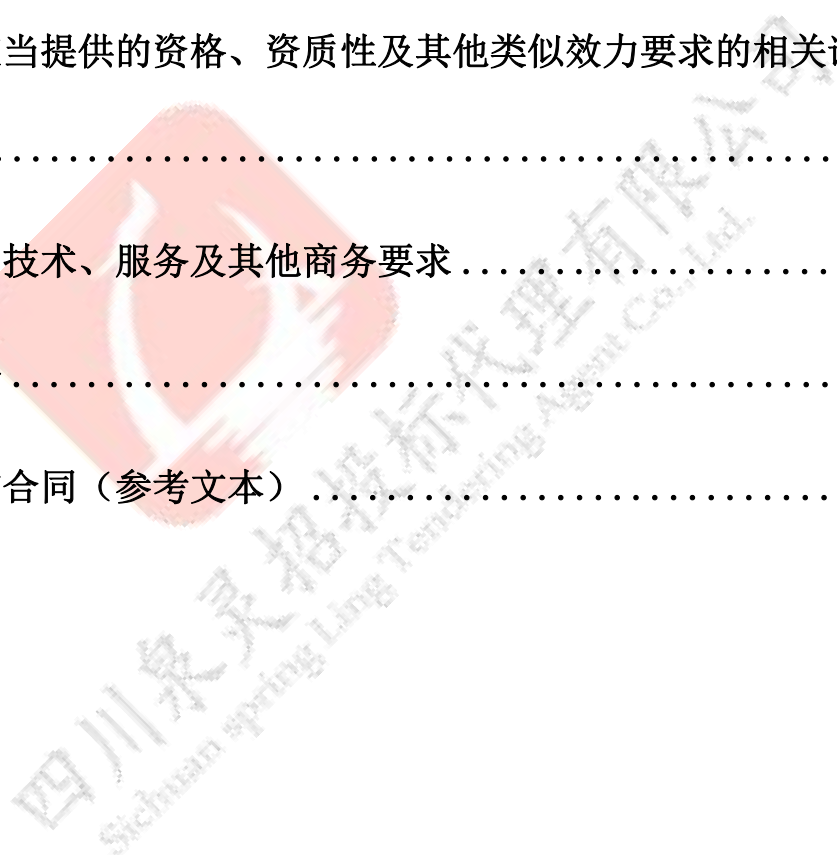 当提供的资格、资质性及其他类似效力要求的相关
........................................
技术、服务及其他商务要求....................
........................................
合同（参考文本）............................
四川泉灵招投标代理有限公司
Sichuan spring Ling Tendering Agent Co., Ltd.